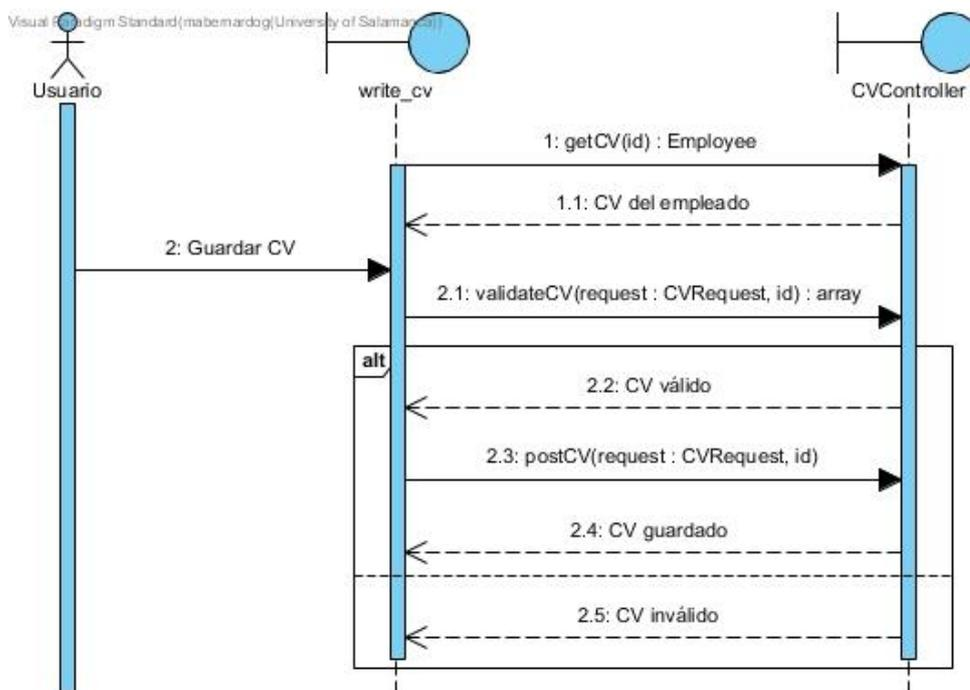 Visual Paradigm Standard(mabernardog(University of Salamanca))
Usuario
write_cv
CVController
1: getCV(id) : Employee
1.1: CV del empleado
2: Guardar CV
2.1: validateCV(request : CVRequest, id) : array
alt
2.2: CV válido
2.3: postCV(request : CVRequest, id)
2.4: CV guardado
2.5: CV inválido